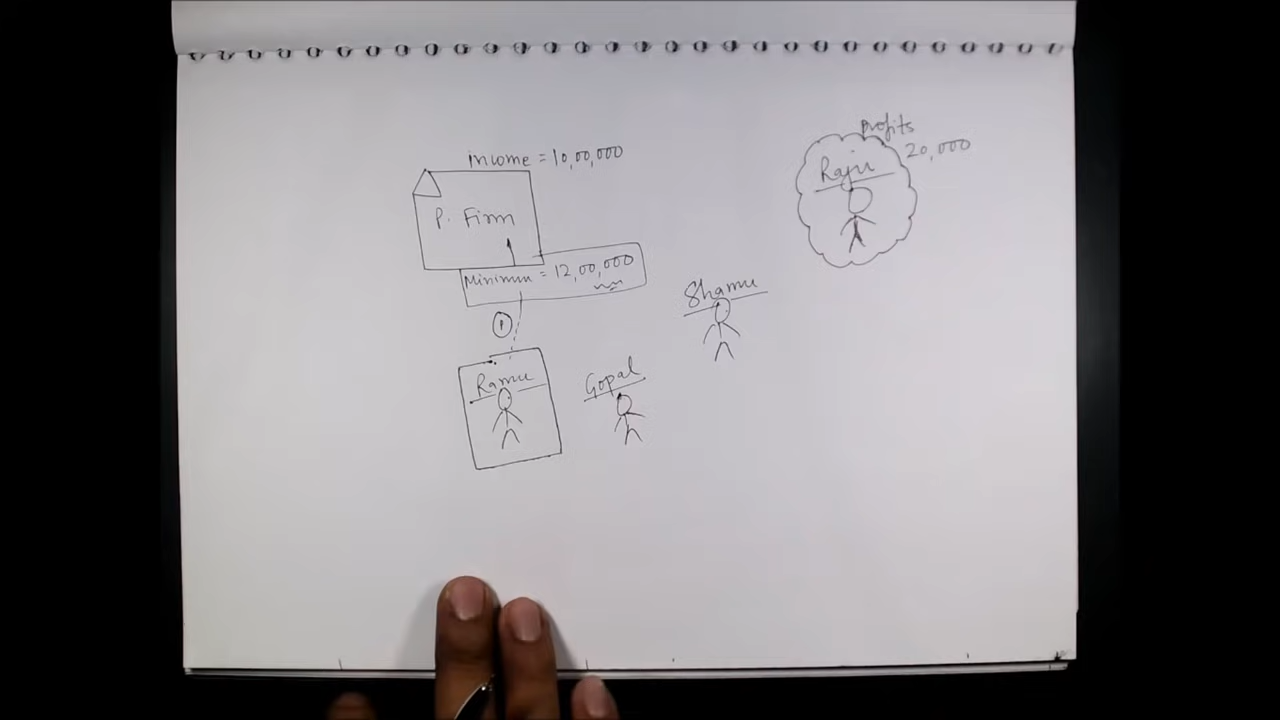 Profits
20,000
Raju
income = 10,00,000
P. Firm
Minimum = 12,00,000
Shamu
1
Ramu
Gopal